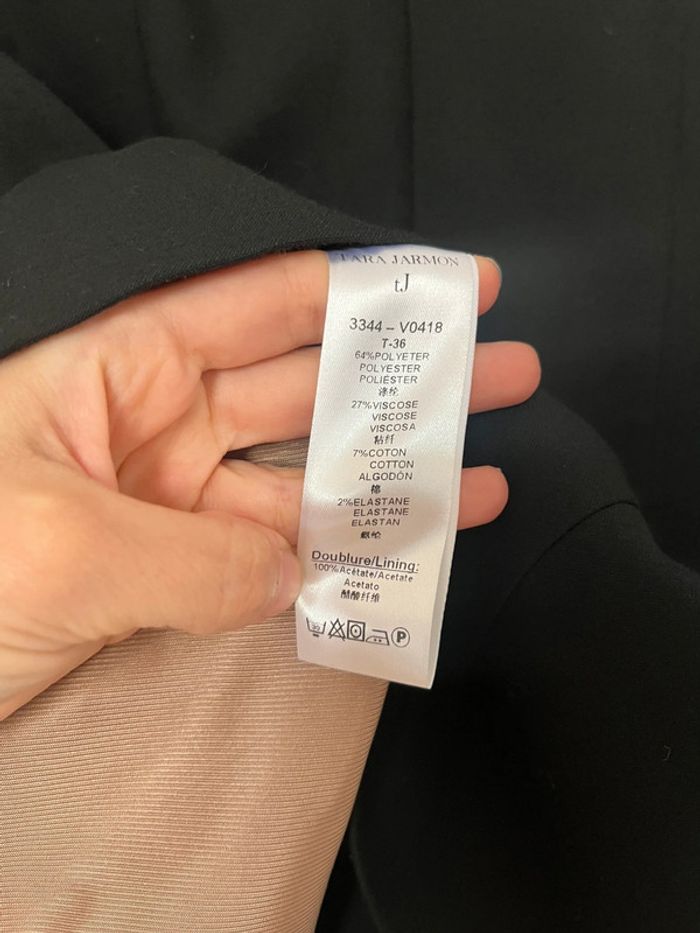 TARA JARMON
tJ
3344 – V0418
T-36
64%POLYETER
POLYESTER
POLIÉSTER
涤纶
27%VISCOSE
VISCOSE
VISCOSA
粘纤
7%COTON
COTTON
ALGODÓN
棉
2%ELASTANE
ELASTANE
ELASTAN
氨纶
Doublure/Lining:
100%Acétate/Acetate
Acetato
醋酸纤维
30 P